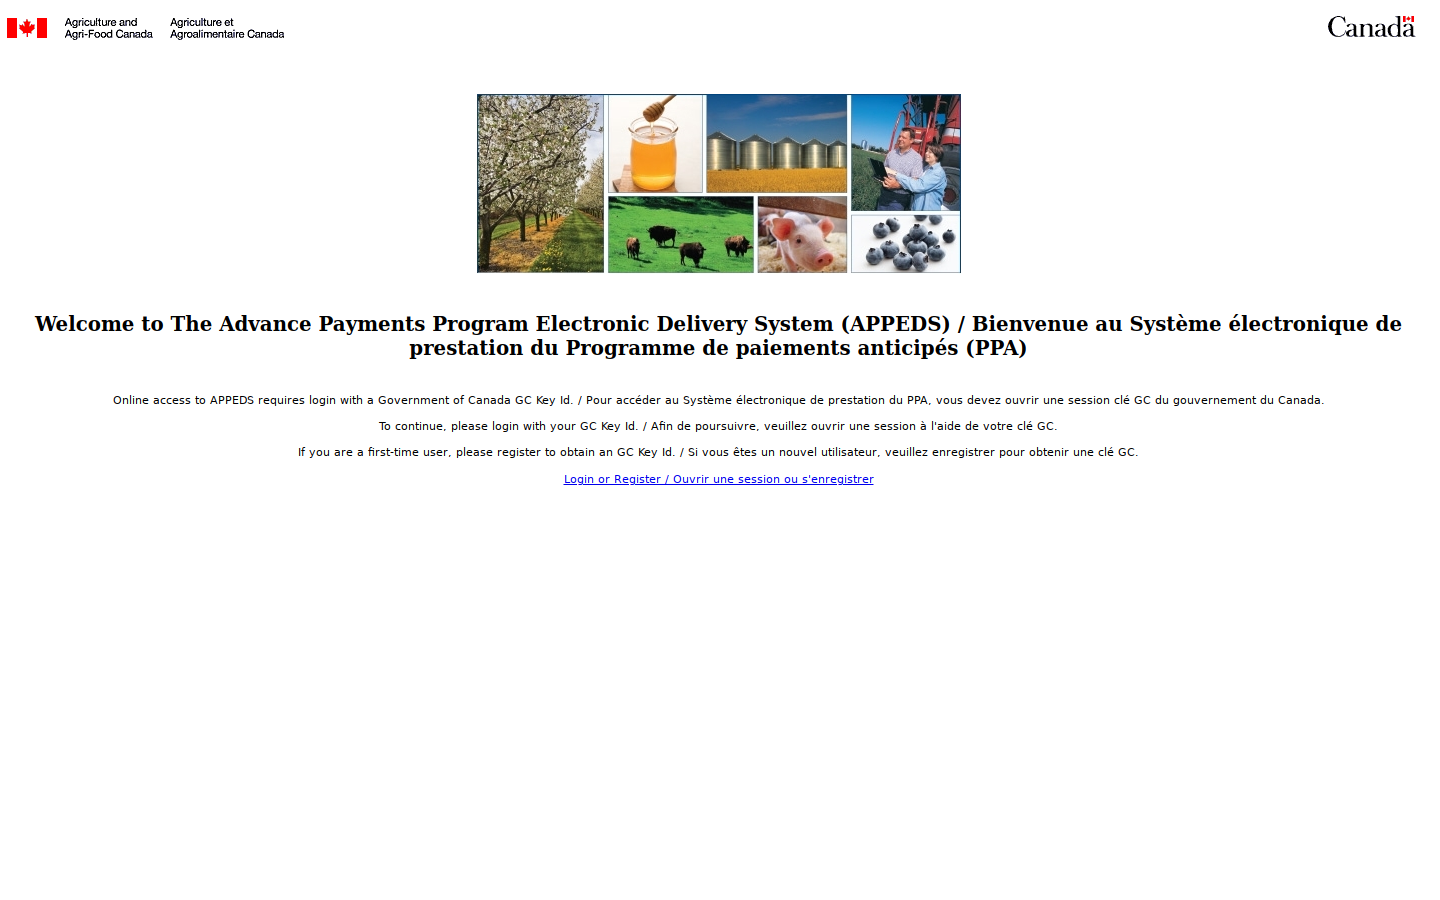 Agriculture and
Agri-Food Canada
Agriculture et
Agroalimentaire Canada
Canada
Welcome to The Advance Payments Program Electronic Delivery System (APPEDS) / Bienvenue au Système électronique de
prestation du Programme de paiements anticipés (PPA)
Online access to APPEDS requires login with a Government of Canada GC Key Id. / Pour accéder au Système électronique de prestation du PPA, vous devez ouvrir une session clé GC du gouvernement du Canada.
To continue, please login with your GC Key Id. / Afin de poursuivre, veuillez ouvrir une session à l'aide de votre clé GC.
If you are a first-time user, please register to obtain an GC Key Id. / Si vous êtes un nouvel utilisateur, veuillez enregistrer pour obtenir une clé GC.
Login or Register / Ouvrir une session ou s'enregistrer